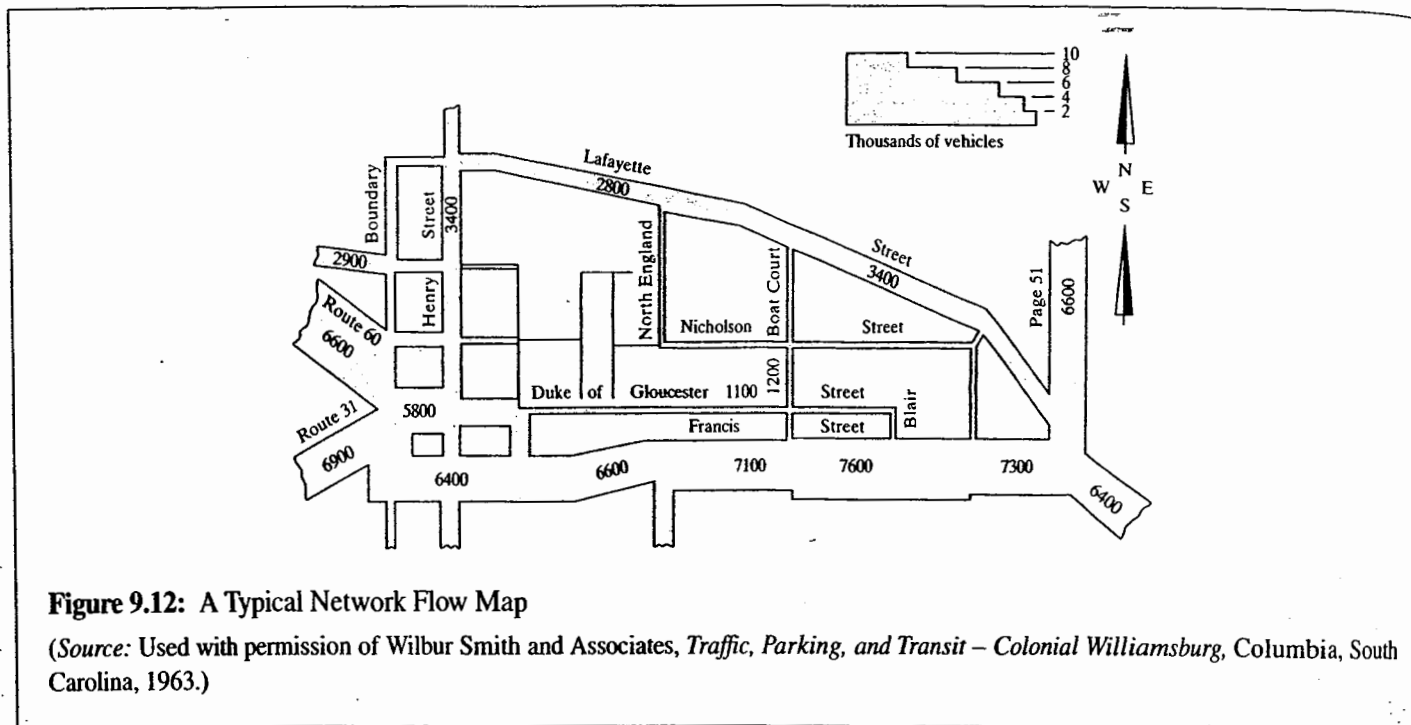 10
8
6
4
2
Thousands of vehicles
N
W E
S
Lafayette
2800
Boundary
Street
3400
2900
Henry
Route 60
6600
North England
Boat Court
Street
3400
Page 51
6600
Nicholson Street
1200
Duke of Gloucester 1100 Street
Blair
Route 31
5800
Francis Street
6900
6400
6600
7100
7600
7300
6400
Figure 9.12: A Typical Network Flow Map
(Source: Used with permission of Wilbur Smith and Associates, Traffic, Parking, and Transit – Colonial Williamsburg, Columbia, South
Carolina, 1963.)